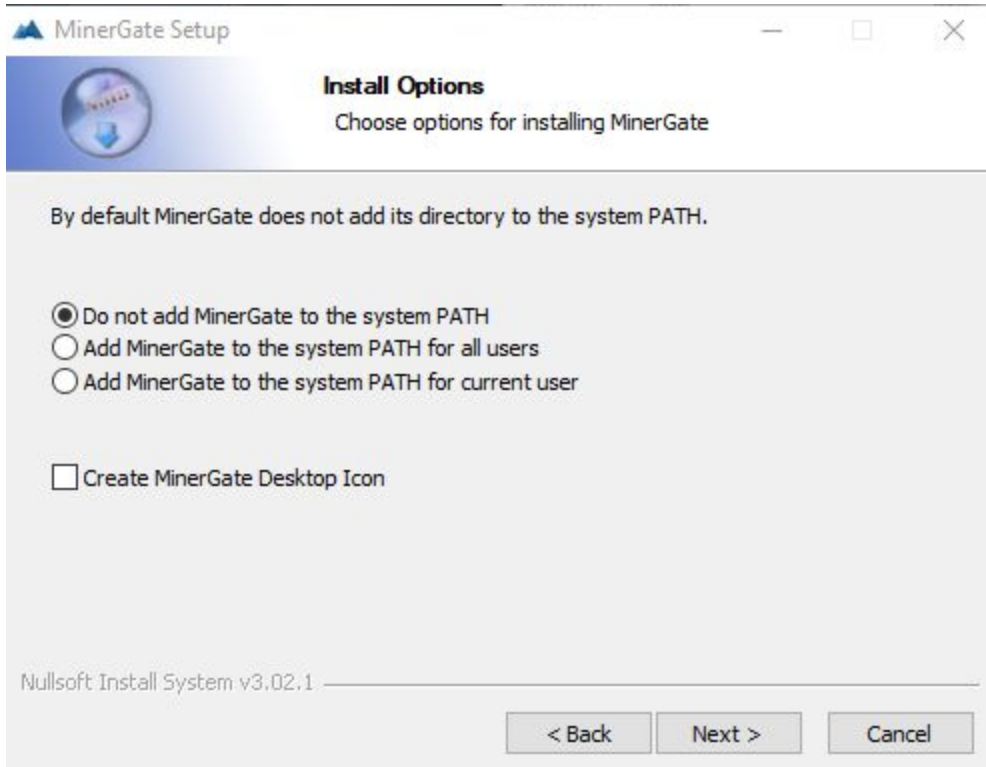 MinerGate Setup
Install Options
Choose options for installing MinerGate
By default MinerGate does not add its directory to the system PATH.
Do not add MinerGate to the system PATH
Add MinerGate to the system PATH for all users
Add MinerGate to the system PATH for current user
Create MinerGate Desktop Icon
Nullsoft Install System v3.02.1
< Back Next > Cancel